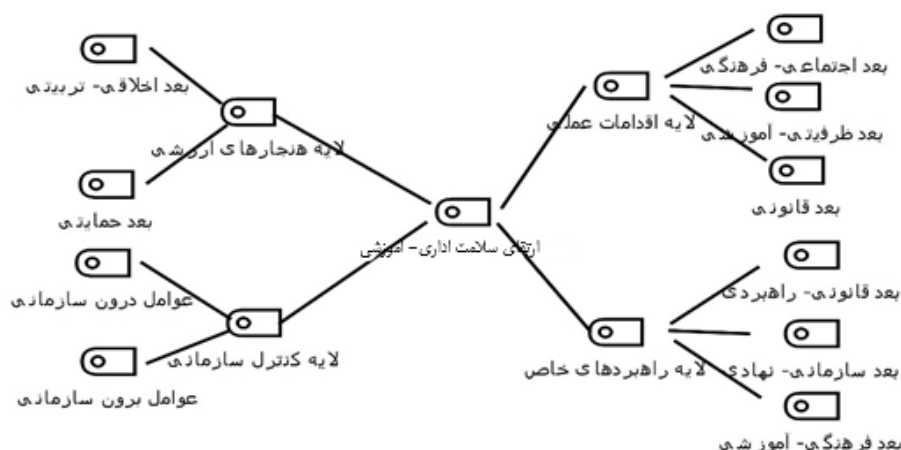 بعد اجتماعی- فرهنگی
بعد اخلاقی- تربیتی
لایه اقدامات عملی
بعد ظرفیتی- آموزشی
لایه هنجارهای ارزشی
بعد قانونی
بعد حمایتی
ارتقای سلامت اداری- آموزشی
بعد قانونی- راهبردی
عوامل درون سازمانی
لایه کنترل سازمانی
لایه راهبردهای خاص
بعد سازمانی- نهادی
عوامل برون سازمانی
بعد فرهنگی- آموزشی